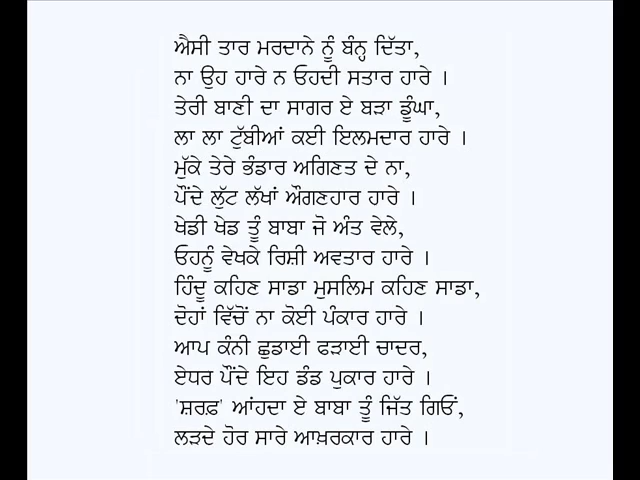 ਐਸੀ ਤਾਰ ਮਰਦਾਨੇ ਨੂੰ ਬੰਨ੍ਹ ਦਿੱਤਾ,
ਨਾ ਉਹ ਹਾਰੇ ਨ ਓਹਦੀ ਸਤਾਰ ਹਾਰੇ ।
ਤੇਰੀ ਬਾਣੀ ਦਾ ਸਾਗਰ ਏ ਬੜਾ ਡੂੰਘਾ,
ਲਾ ਲਾ ਟੁੱਬੀਆਂ ਕਈ ਇਲਮਦਾਰ ਹਾਰੇ ।
ਮੁੱਕੇ ਤੇਰੇ ਭੰਡਾਰ ਅਗਿਣਤ ਦੇ ਨਾ,
ਪੌਂਦੇ ਲੁੱਟ ਲੱਖਾਂ ਔਗਣਹਾਰ ਹਾਰੇ ।
ਖੇਡੀ ਖੇਡ ਤੂੰ ਬਾਬਾ ਜੋ ਅੰਤ ਵੇਲੇ,
ਓਹਨੂੰ ਵੇਖਕੇ ਰਿਸ਼ੀ ਅਵਤਾਰ ਹਾਰੇ ।
ਹਿੰਦੂ ਕਹਿਣ ਸਾਡਾ ਮੁਸਲਿਮ ਕਹਿਣ ਸਾਡਾ,
ਦੋਹਾਂ ਵਿੱਚੋਂ ਨਾ ਕੋਈ ਪੰਕਾਰ ਹਾਰੇ ।
ਆਪ ਕੰਨੀ ਛੁਡਾਈ ਫੜਾਈ ਚਾਦਰ,
ਏਧਰ ਪੌਂਦੇ ਇਹ ਡੰਡ ਪੁਕਾਰ ਹਾਰੇ ।
'ਸ਼ਰਫ਼' ਆਂਹਦਾ ਏ ਬਾਬਾ ਤੂੰ ਜਿੱਤ ਗਿਓਂ,
ਲੜਦੇ ਹੋਰ ਸਾਰੇ ਆਖ਼ਰਕਾਰ ਹਾਰੇ ।